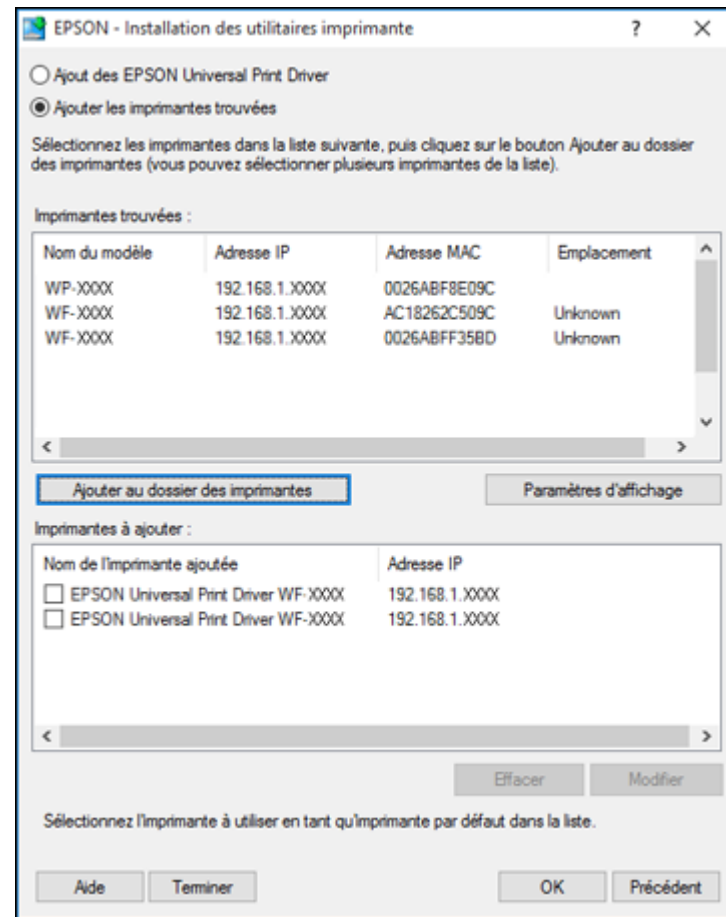 EPSON - Installation des utilitaires imprimante
Ajout des EPSON Universal Print Driver
Ajouter les imprimantes trouvées
Sélectionnez les imprimantes dans la liste suivante, puis cliquez sur le bouton Ajouter au dossier
des imprimantes (vous pouvez sélectionner plusieurs imprimantes de la liste).
Imprimantes trouvées :
Nom du modèle Adresse IP Adresse MAC Emplacement
WP-XXXX 192.168.1.XXXX 0026ABF8E09C
WF-XXXX 192.168.1.XXXX AC18262C509C Unknown
WF-XXXX 192.168.1.XXXX 0026ABFF35BD Unknown
Ajouter au dossier des imprimantes Paramètres d'affichage
Imprimantes à ajouter :
Nom de l'imprimante ajoutée Adresse IP
EPSON Universal Print Driver WF-XXXX 192.168.1.XXXX
EPSON Universal Print Driver WF-XXXX 192.168.1.XXXX
Effacer Modifier
Sélectionnez l'imprimante à utiliser en tant qu'imprimante par défaut dans la liste.
Aide Terminer OK Précédent